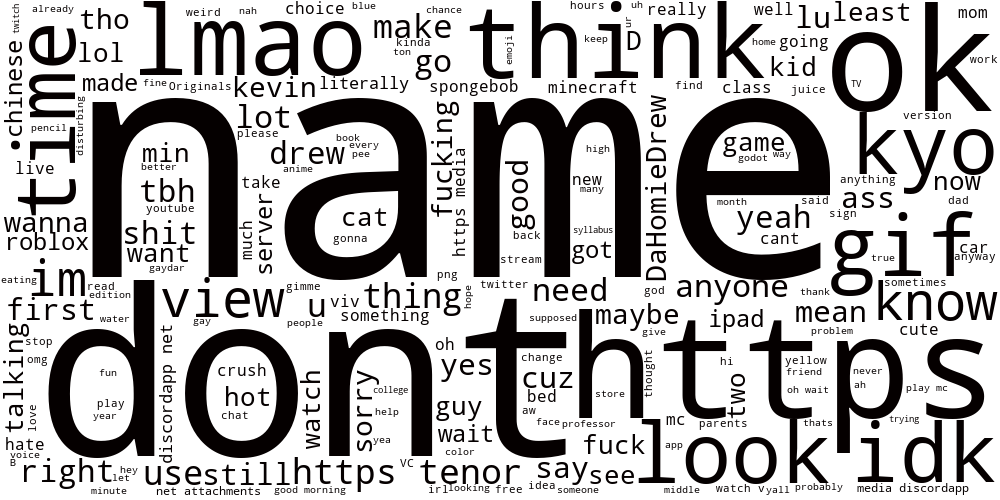 name
dont
https
think
lmao
ok
time
kyo
gif
look
idk
know
view
im
tho
lol
made
weird
nah
choice
blue
already
twitch
chinese
disturbing
pencil
live
wanna
roblox
fine
Originals
kevin
literally
kinda
ton
make
go
chance
emoji
spongebob
hours
uh
ur
D
keep
really
home
well
going
kid
juice
lu
least
mom
work
TV
minecraft
find
class
version
lot
please
drew
book
every
pee
anime
fucking
https media
min
better
tbh
youtube
shit
want
gaydar
take
much
server
cat
gonna
good
back
stream
high
new
many
syllabus
got
DaHomieDrew
game
godot
way
month
yeah
cant
said
sign
ass
anything
now
dad
true
car
anyway
sometimes
eating
read
edition
first
water
gay
gimme
people
u
viv
something
thing
png
hope
twitter
need
god
anyone
thank
maybe
give
supposed
ipad
mean
problem
cute
talking
stop
omg
love
hate
voice
B
fun
play
year
discordapp net
crush
hot
chat
watch
sorry
college
help
yea
oh
yes
guy
wait
color
change
cuz
bed
aw
face
professor
store
thought
hi
two
yellow
friend
oh wait
never
ah
play mc
trying
mc
parents
thats
app
right
hey
let
minute
use
still
https
VC
tenor
net attachments
good morning
irl
looking
free
say
idea
someone
fuck
see
middle
watch v
yall
probably
media discordapp